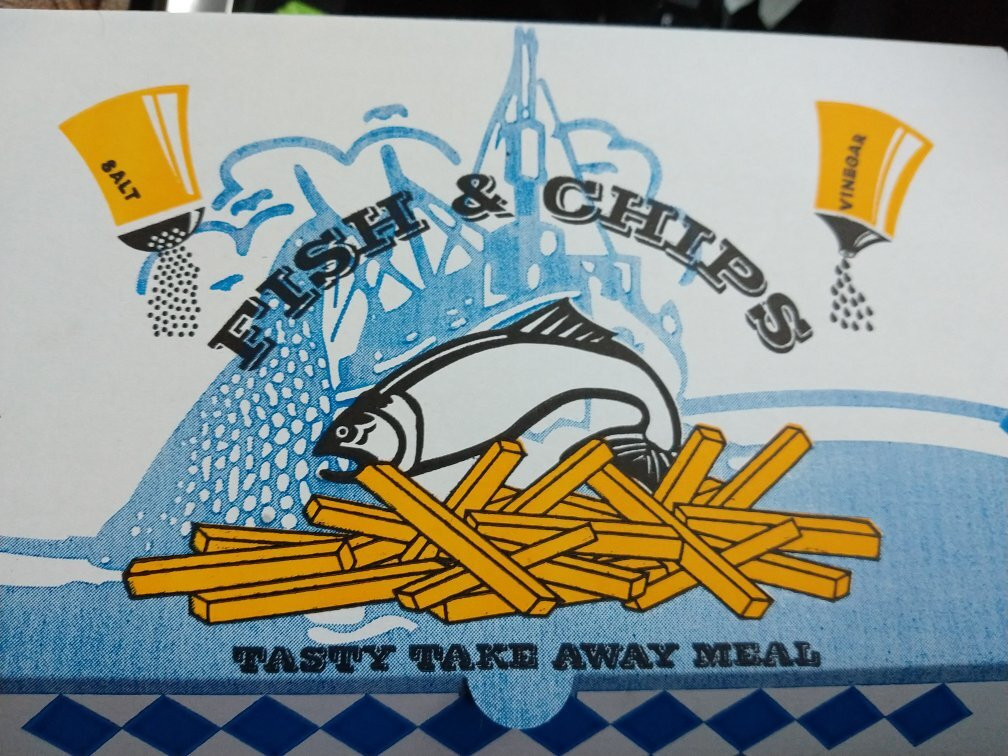 SALT
VINEGAR
FISH & CHIPS
TASTY TAKE AWAY MEAL